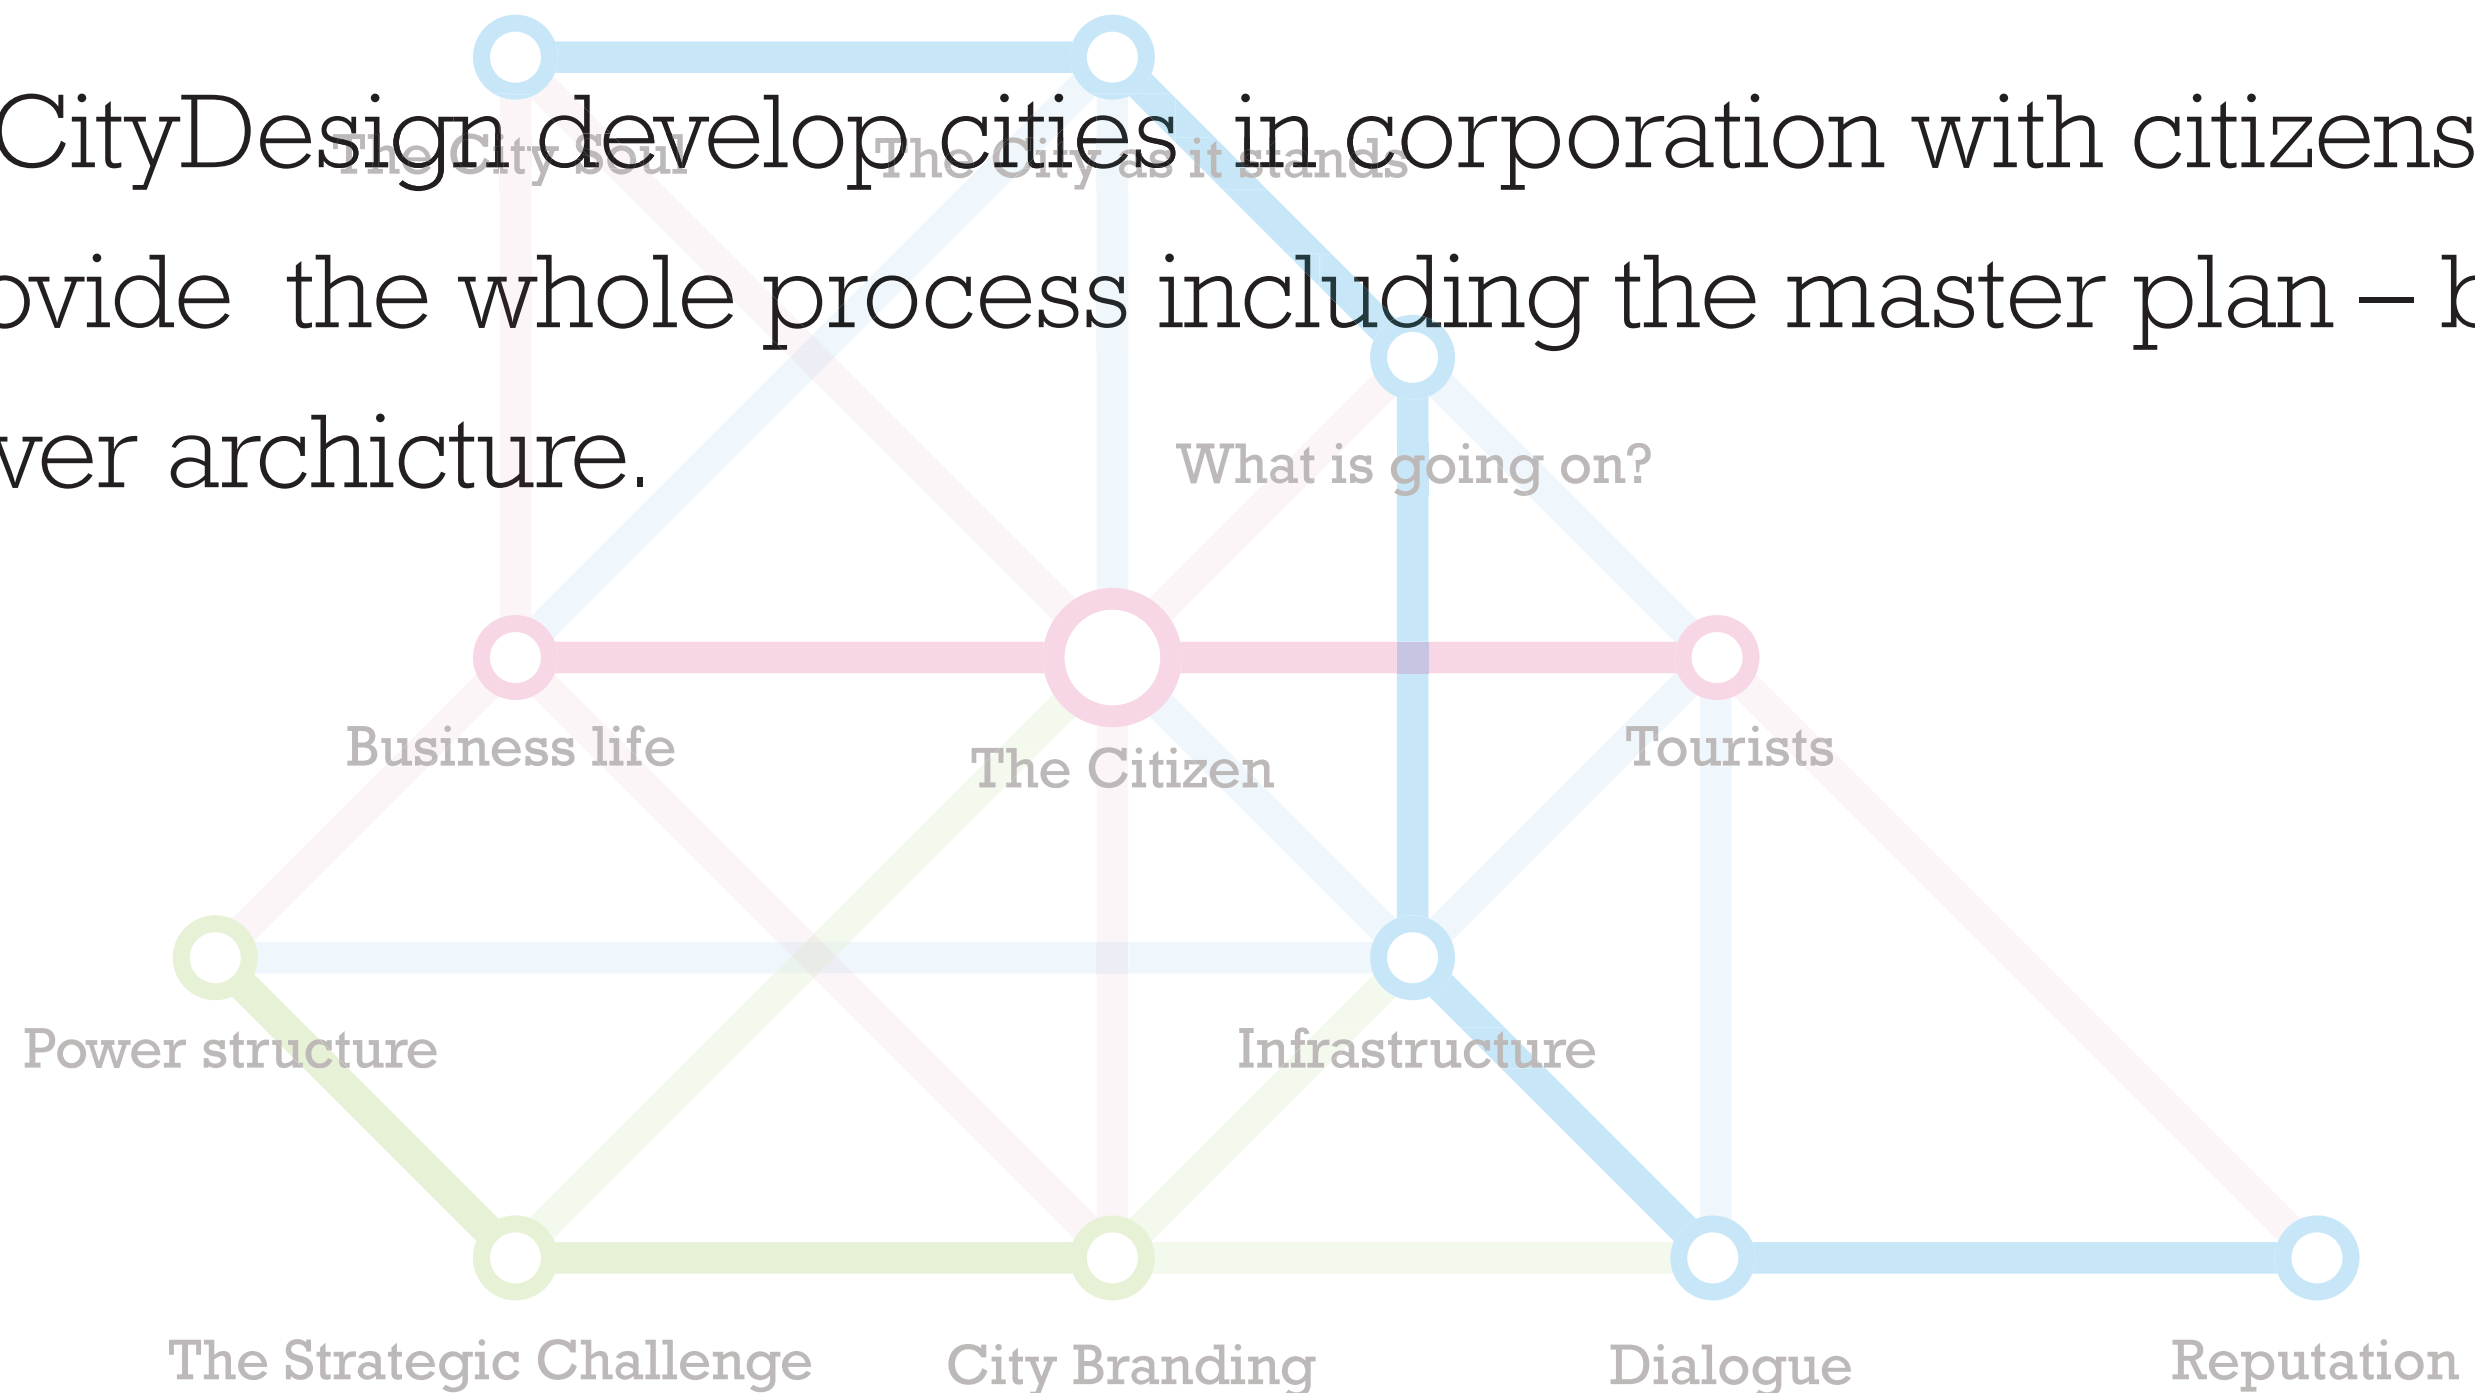 CityDesign develop cities in corporation with citizens
ovide the whole process including the master plan –
ver archicture.
The City Soul
The City as it stands
What is going on?
Business life
The Citizen
Tourists
Power structure
Infrastructure
The Strategic Challenge
City Branding
Dialogue
Reputation